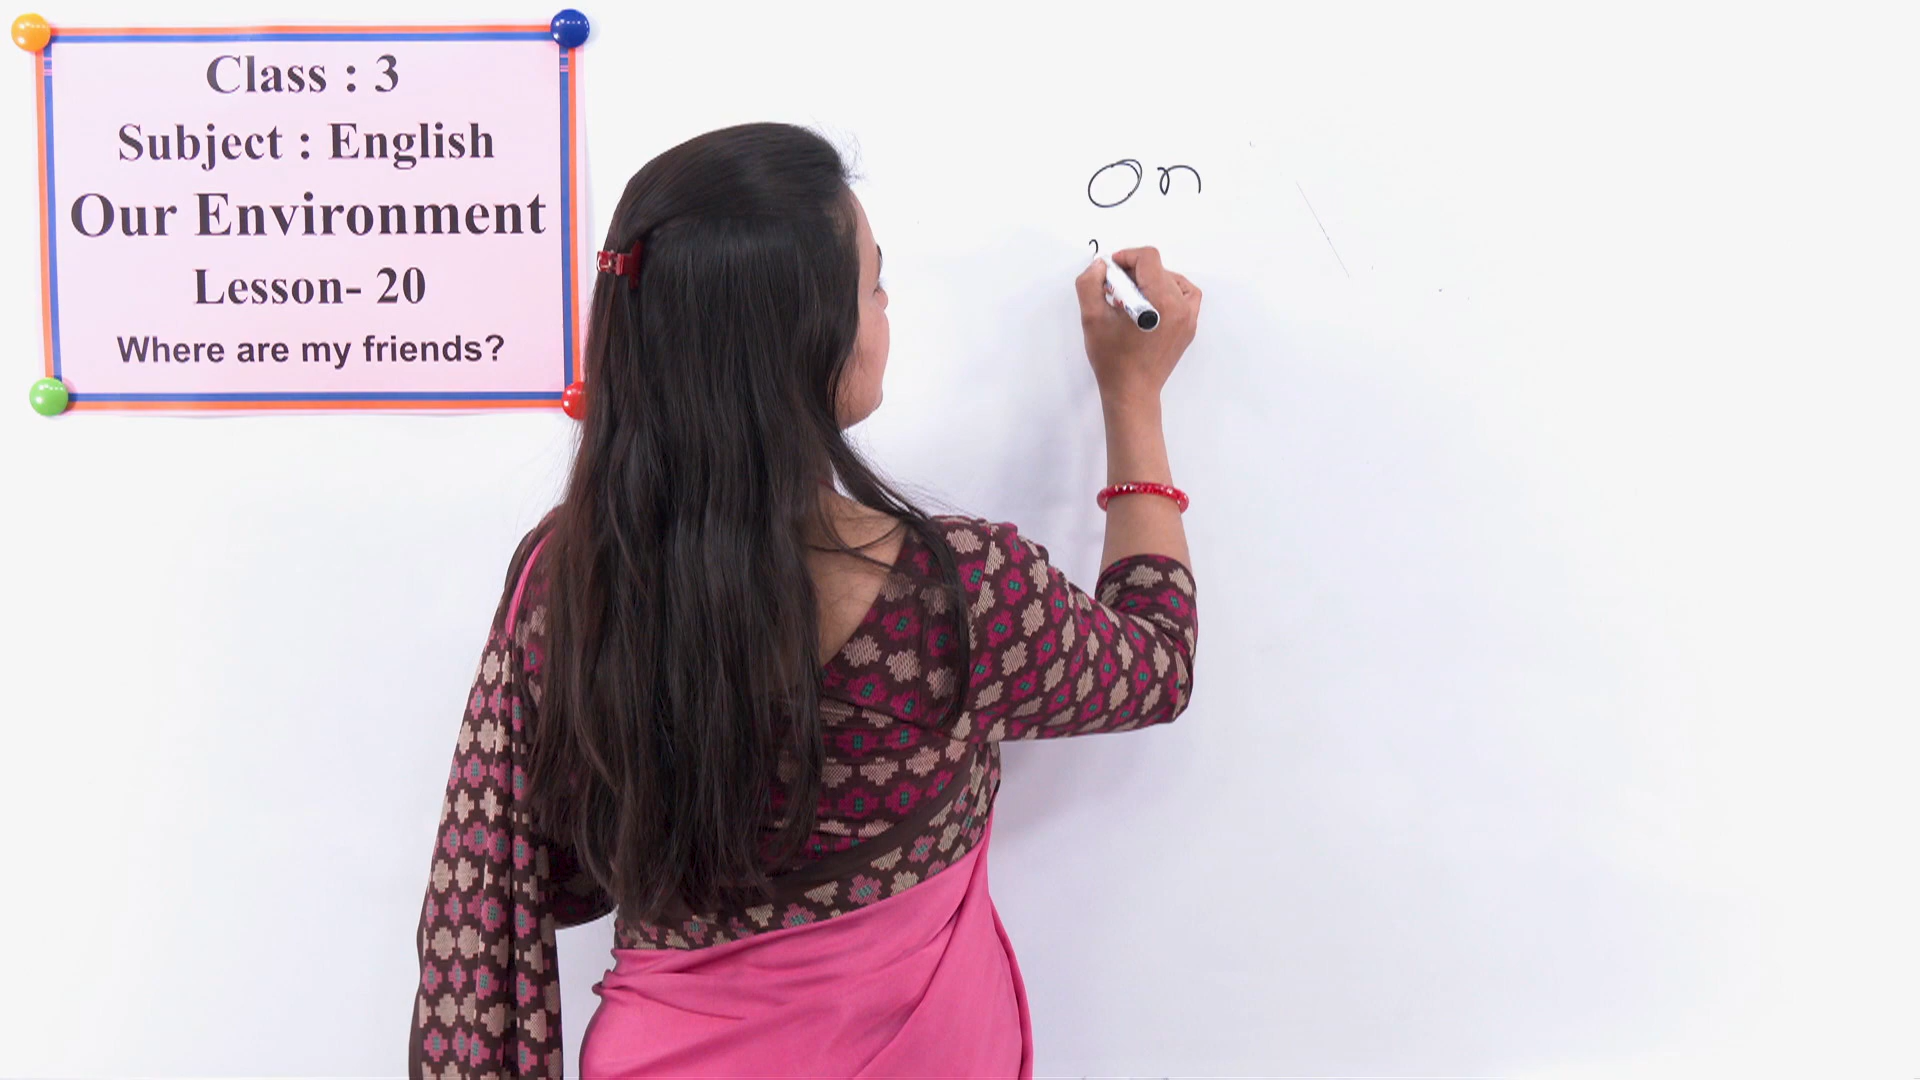 Class : 3
Subject : English
Our Environment
Lesson- 20
Where are my friends?
On